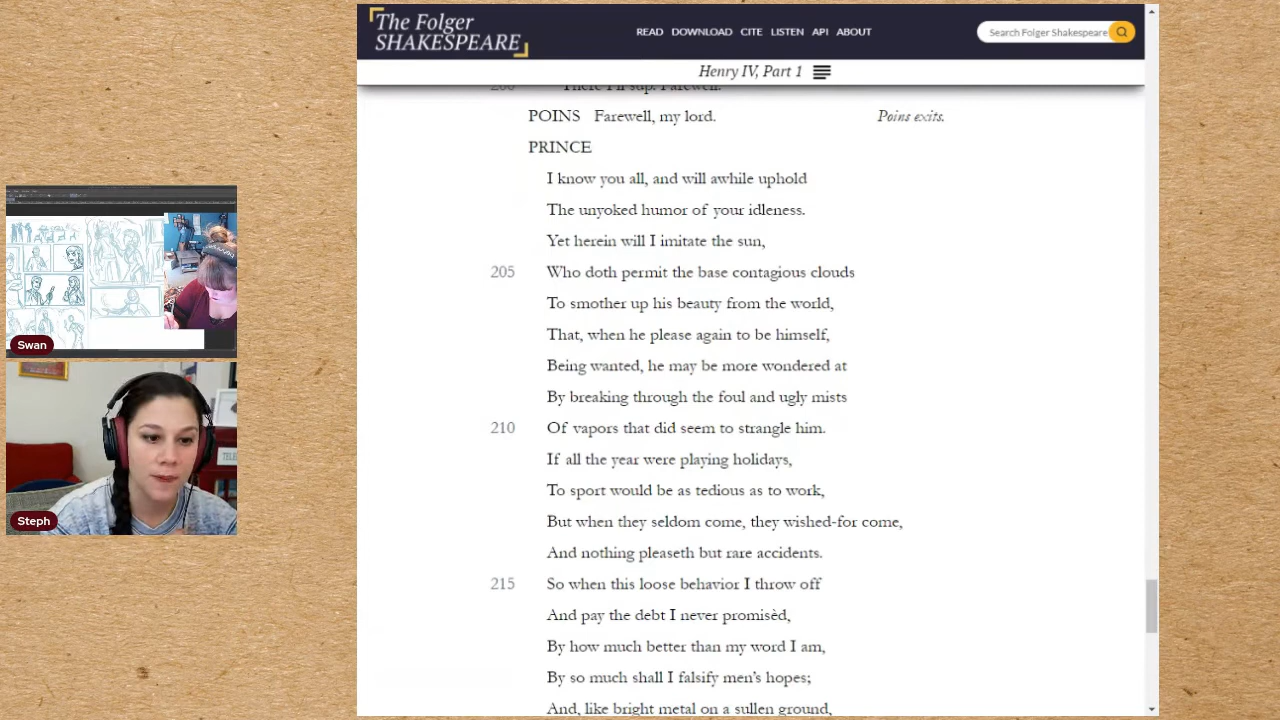 The Folger
SHAKESPEARE
READ DOWNLOAD CITE LISTEN API ABOUT
Search Folger Shakespeare
Henry IV, Part 1
200 There I'll sup. Farewell.
POINS Farewell, my lord. Poins exits.
PRINCE
I know you all, and will awhile uphold
The unyoked humor of your idleness.
Yet herein will I imitate the sun,
205 Who doth permit the base contagious clouds
To smother up his beauty from the world,
That, when he please again to be himself,
Being wanted, he may be more wondered at
By breaking through the foul and ugly mists
210 Of vapors that did seem to strangle him.
If all the year were playing holidays,
To sport would be as tedious as to work,
But when they seldom come, they wished-for come,
And nothing pleaseth but rare accidents.
215 So when this loose behavior I throw off
And pay the debt I never promisèd,
By how much better than my word I am,
By so much shall I falsify men's hopes;
And, like bright metal on a sullen ground,
Swan
Steph